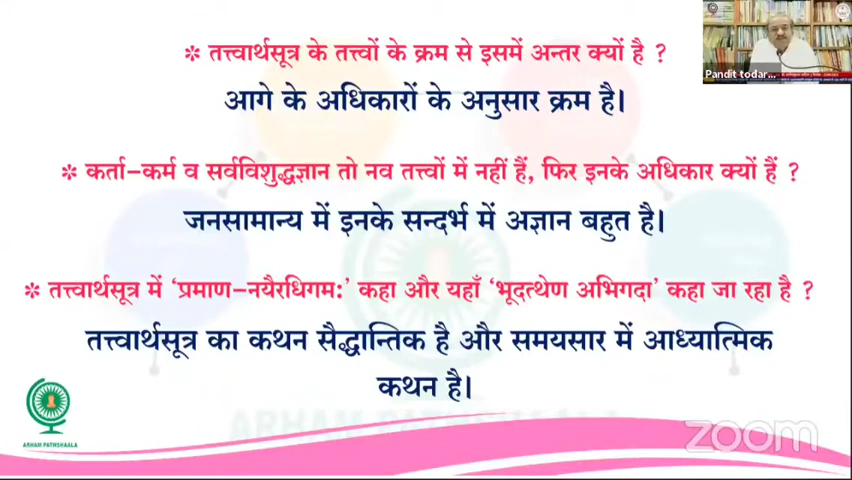 * तत्त्वार्थसूत्र के तत्त्वों के क्रम से इसमें अन्तर क्यों है ?
आगे के अधिकारों के अनुसार क्रम है।
* कर्ता-कर्म व सर्वविशुद्धज्ञान तो नव तत्त्वों में नहीं हैं, फिर इनके अधिकार क्यों हैं ?
जनसामान्य में इनके सन्दर्भ में अज्ञान बहुत है।
* तत्त्वार्थसूत्र में ‘प्रमाण-नयैरधिगम:’ कहा और यहाँ ‘भूदत्थेण अभिगदा’ कहा जा रहा है ?
तत्त्वार्थसूत्र का कथन सैद्धान्तिक है और समयसार में आध्यात्मिक
कथन है।
Pandit todar...
ARHAM PATHSHAALA
ARHAM PATHSHAALA
zoom